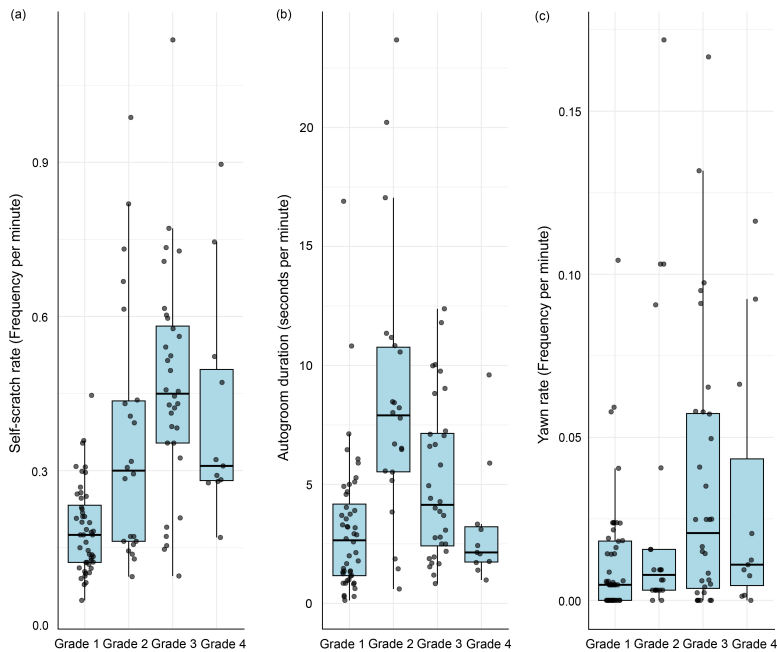 (a)
Self-scratch rate (Frequency per minute)
0.9
0.6
0.3
0.0
Grade 1 Grade 2 Grade 3 Grade 4
(b)
Autogroom duration (seconds per minute)
20
15
10
5
0
Grade 1 Grade 2 Grade 3 Grade 4
(c)
Yawn rate (Frequency per minute)
0.15
0.10
0.05
0.00
Grade 1 Grade 2 Grade 3 Grade 4